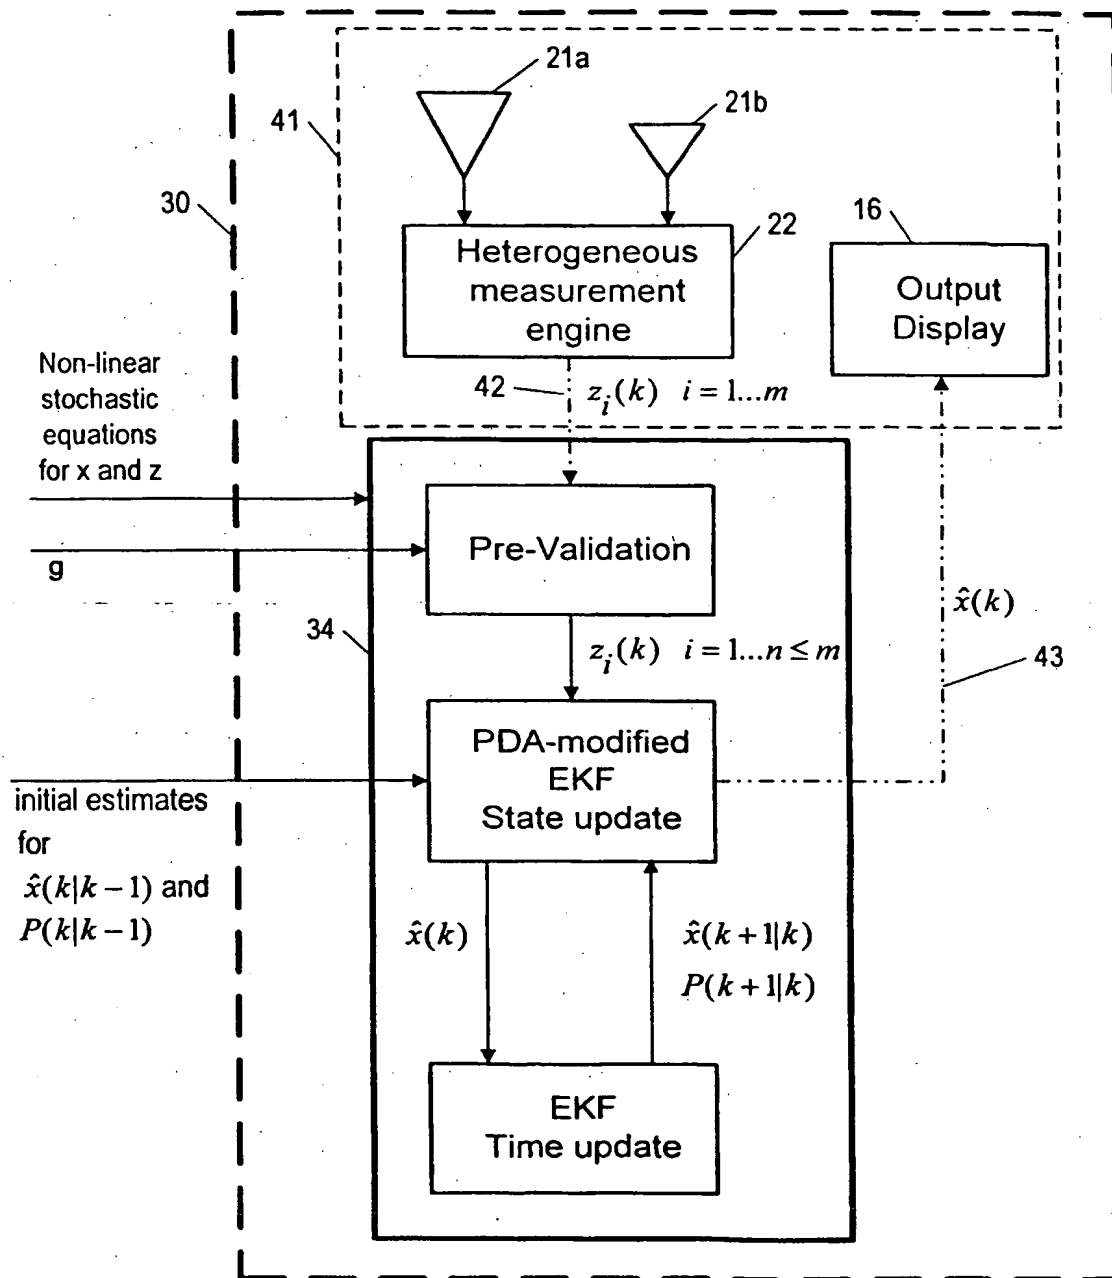 21a
21b
41
30
22
16
Heterogeneous
measurement
engine
Output
Display
Non-linear
stochastic
equations
for x and z
42
z_i(k) i = 1...m
g
Pre-Validation
34
z_i(k) i = 1...n ≤ m
x̂(k)
43
PDA-modified
EKF
State update
initial estimates
for
x̂(k|k − 1) and
P(k|k − 1)
x̂(k)
x̂(k + 1|k)
P(k + 1|k)
EKF
Time update